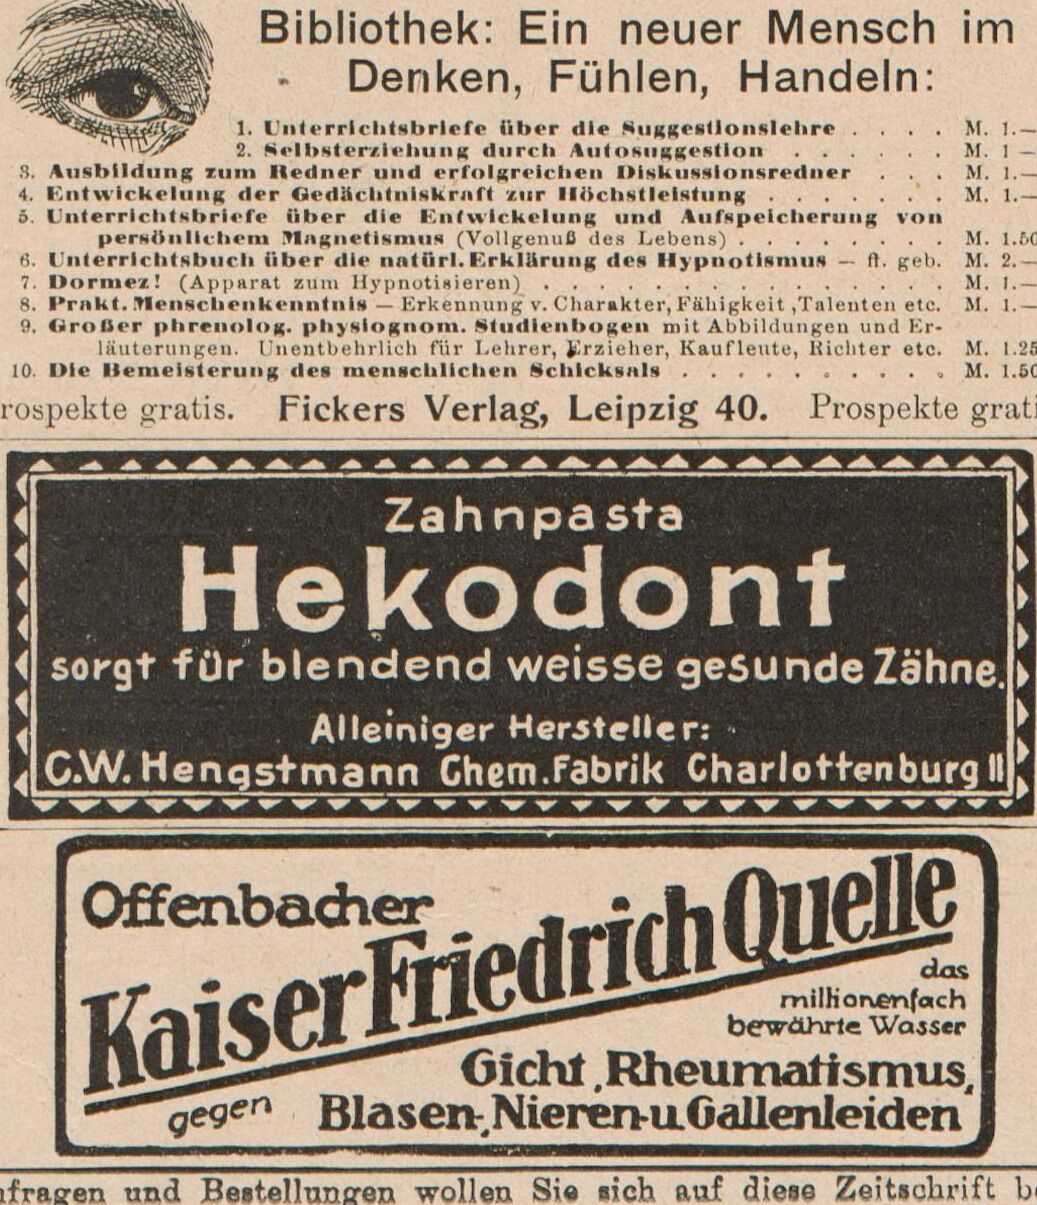 Bibliothek: Ein neuer Mensch im
Denken, Fühlen, Handeln:
1. Unterrichtsbriefe über die Suggestionslehre . . . . M. 1.—
2. Selbsterziehung durch Autosuggestion . . . . . . M. 1 —
3. Ausbildung zum Redner und erfolgreichen Diskussionsredner . . . M. 1.—
4. Entwickelung der Gedächtniskraft zur Höchstleistung . . . . . . . M. 1.—
5. Unterrichtsbriefe über die Entwickelung und Aufspeicherung von
persönlichem Magnetismus (Vollgenuß des Lebens) . . . . . . . . M. 1.50
6. Unterrichtsbuch über die natürl. Erklärung des Hypnotismus — ff. geb. M. 2.—
7. Dormez! (Apparat zum Hypnotisieren) . . . . . . . . . . . . . . . M. 1.—
8. Prakt. Menschenkenntnis — Erkennung v. Charakter, Fähigkeit, Talenten etc. M. 1.—
9. Großer phrenolog. physiognom. Studienbogen mit Abbildungen und Er-
läuterungen. Unentbehrlich für Lehrer, Erzieher, Kaufleute, Richter etc. M. 1.25
10. Die Bemeisterung des menschlichen Schicksals . . . . . . . . . . . M. 1.50
rospekte gratis. Fickers Verlag, Leipzig 40. Prospekte grati
Zahnpasta
Hekodont
sorgt für blendend weisse gesunde Zähne.
Alleiniger Hersteller:
C.W. Hengstmann Chem. Fabrik Charlottenburg II
Offenbacher
Kaiser Friedrich Quelle
das
millionenfach
bewährte Wasser
gegen Gicht, Rheumatismus,
Blasen-, Nieren- u. Gallenleiden
nfragen und Bestellungen wollen Sie sich auf diese Zeitschrift be